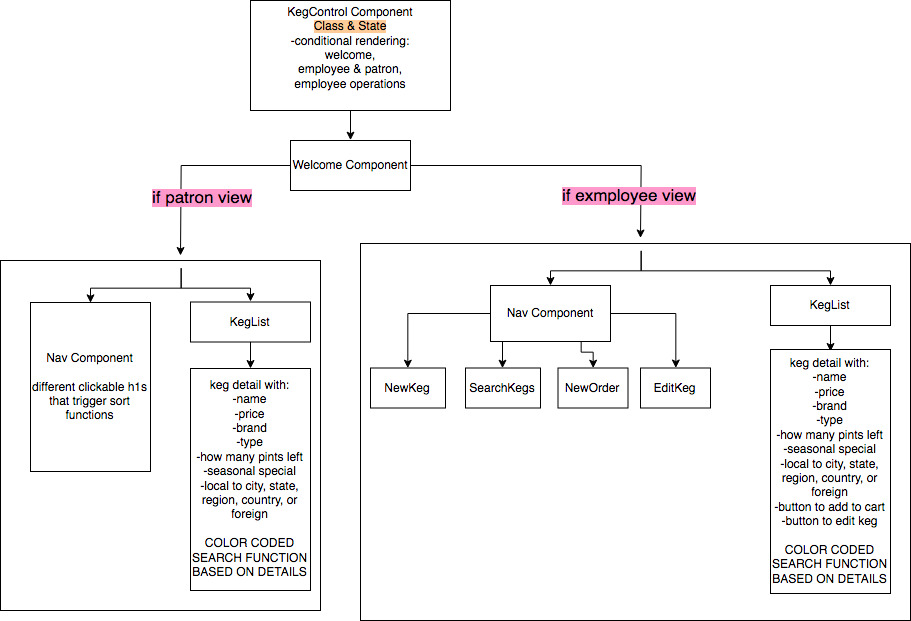 KegControl Component
Class & State
-conditional rendering:
welcome,
employee & patron,
employee operations
Welcome Component
if patron view
if exmployee view
Nav Component
different clickable h1s
that trigger sort
functions
KegList
keg detail with:
-name
-price
-brand
-type
-how many pints left
-seasonal special
-local to city, state,
region, country, or
foreign
COLOR CODED
SEARCH FUNCTION
BASED ON DETAILS
Nav Component
NewKeg
SearchKegs
NewOrder
EditKeg
KegList
keg detail with:
-name
-price
-brand
-type
-how many pints left
-seasonal special
-local to city, state,
region, country, or
foreign
-button to add to cart
-button to edit keg
COLOR CODED
SEARCH FUNCTION
BASED ON DETAILS